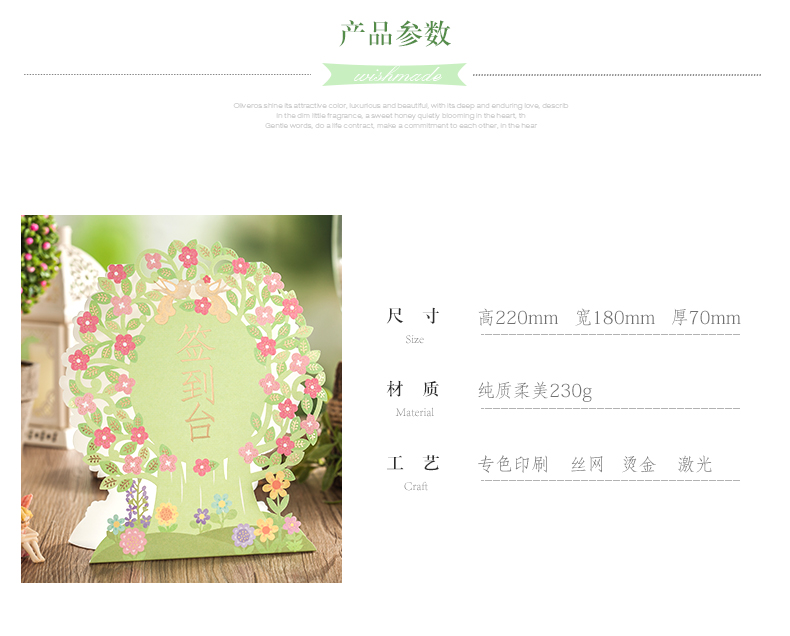 产品参数
wishmade
Oliveros shine its attractive color, luxurious and beautiful, with its deep and enduring love, describ
In the dim little fragrance, a sweet honey quietly blooming in the heart, th
Gentle words, do a life contract, make a commitment to each other, in the hear
签到台
尺 寸 高220mm 宽180mm 厚70mm
Size
材 质 纯质柔美230g
Material
工 艺 专色印刷 丝网 烫金 激光
Craft